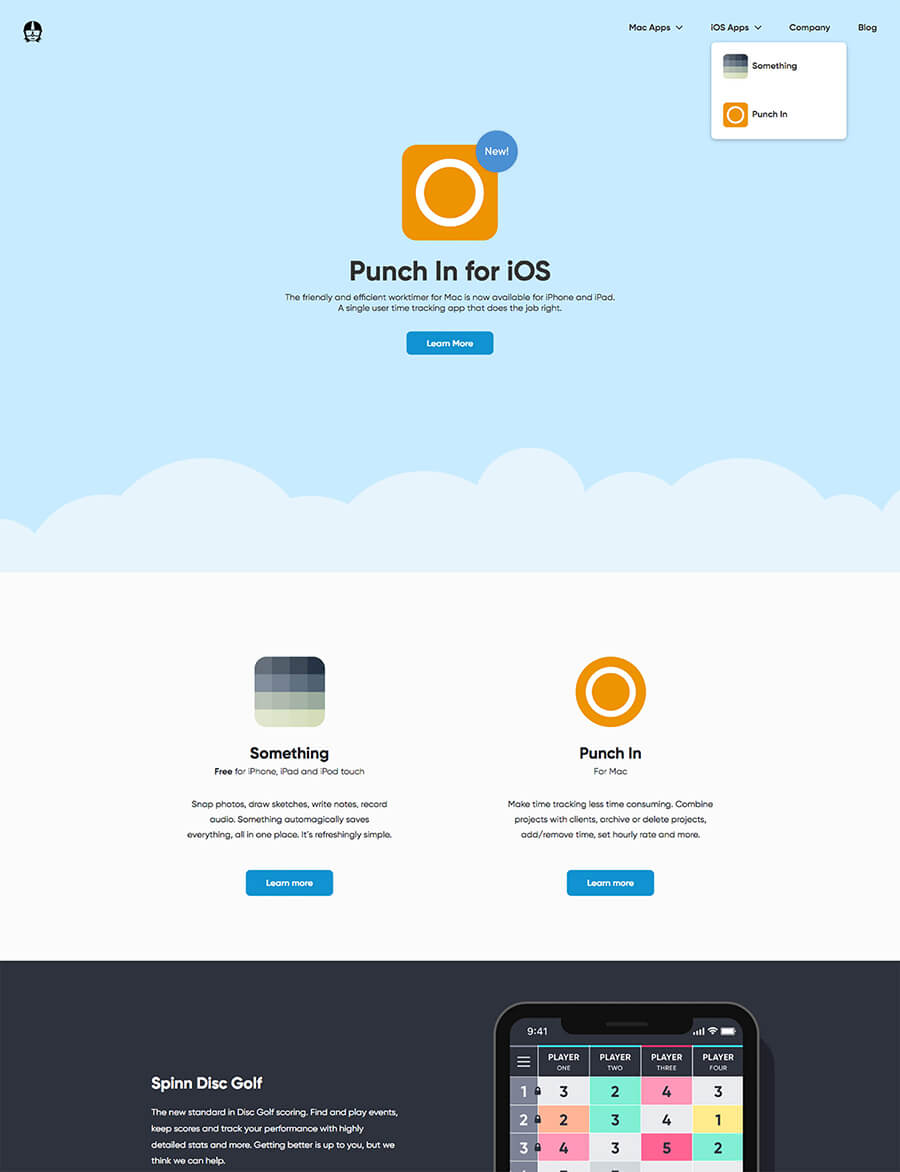 Mac Apps
iOS Apps
Company
Blog
Something
Punch In
New!
Punch In for iOS
The friendly and efficient worktimer for Mac is now available for iPhone and iPad.
A single user time tracking app that does the job right.
Learn More
Something
Free for iPhone, iPad and iPod touch
Snap photos, draw sketches, write notes, record
audio. Something automagically saves
everything, all in one place. It's refreshingly simple.
Learn more
Punch In
For Mac
Make time tracking less time consuming. Combine
projects with clients, archive or delete projects,
add/remove time, set hourly rate and more.
Learn more
Spinn Disc Golf
The new standard in Disc Golf scoring. Find and play events,
keep scores and track your performance with highly
detailed stats and more. Getting better is up to you, but we
think we can help.
9:41
PLAYER ONE PLAYER TWO PLAYER THREE PLAYER FOUR
1 3 2 4 3
2 2 3 4 1
3 4 3 5 2